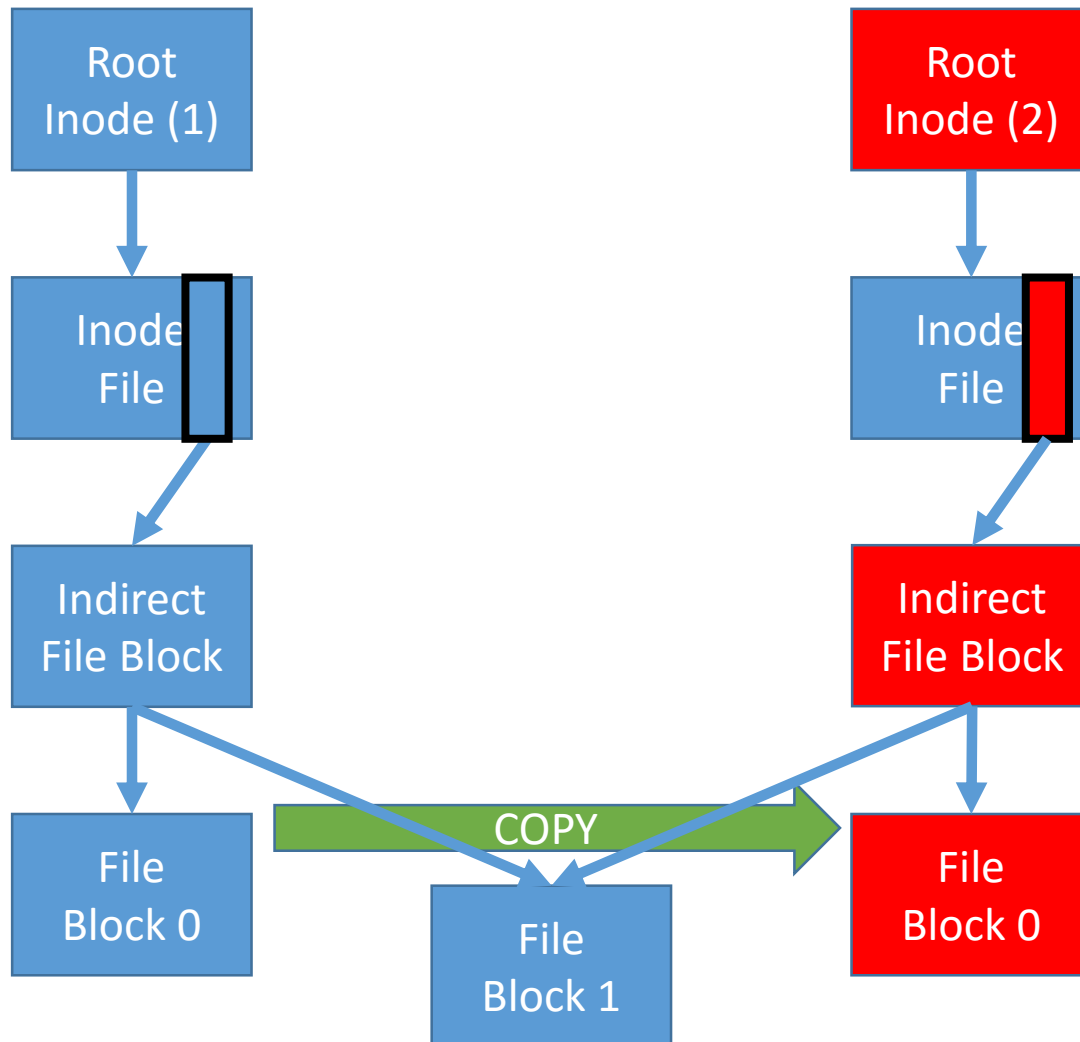 Root
Inode (1)
Root
Inode (2)
Inode
File
Inode
File
Indirect
File Block
Indirect
File Block
COPY
File
Block 0
File
Block 1
File
Block 0